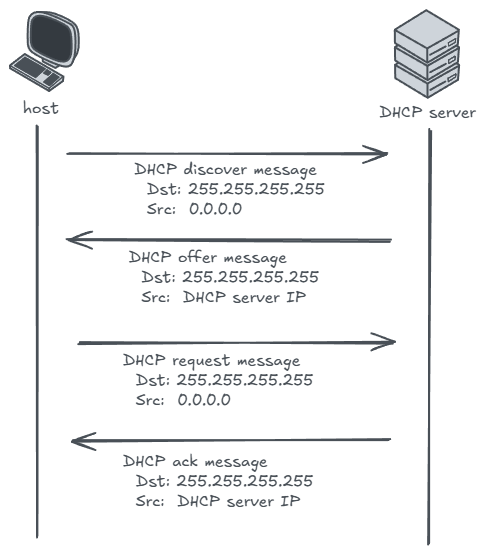 host
DHCP server
DHCP discover message
Dst: 255.255.255.255
Src: 0.0.0.0
DHCP offer message
Dst: 255.255.255.255
Src: DHCP server IP
DHCP request message
Dst: 255.255.255.255
Src: 0.0.0.0
DHCP ack message
Dst: 255.255.255.255
Src: DHCP server IP